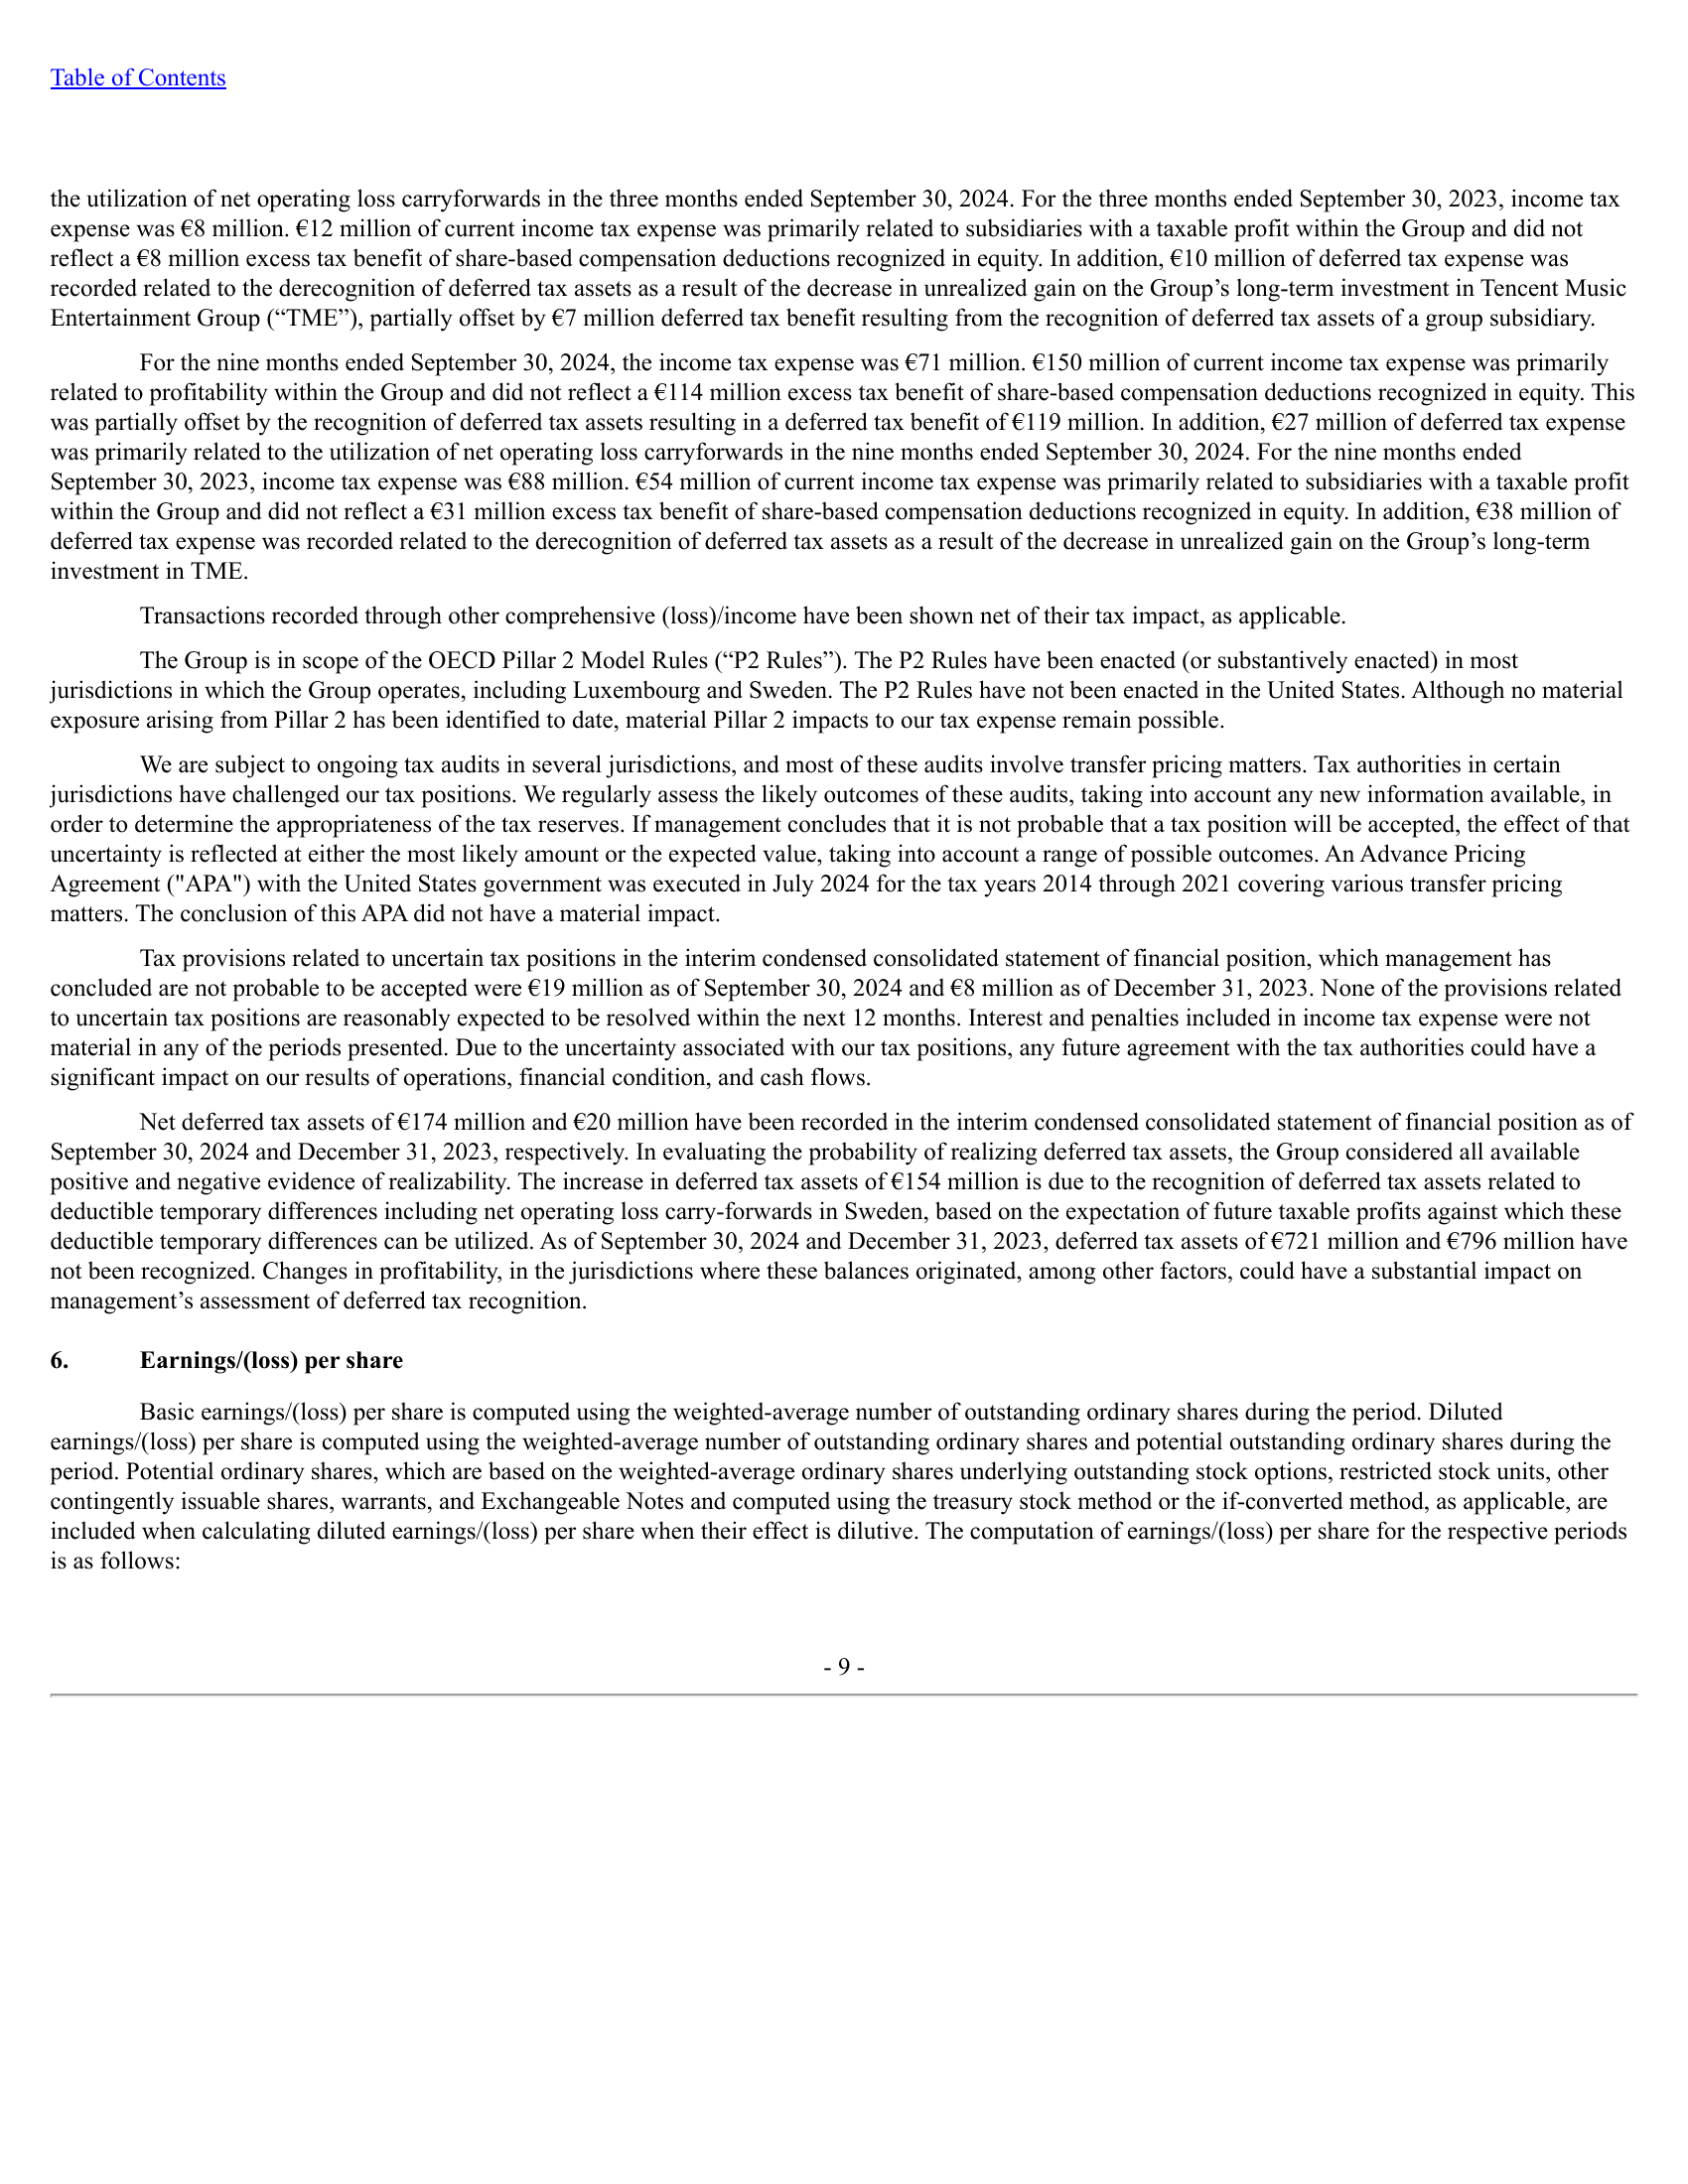 Table of Contents
the utilization of net operating loss carryforwards in the three months ended September 30, 2024. For the three months ended September 30, 2023, income tax
expense was €8 million. €12 million of current income tax expense was primarily related to subsidiaries with a taxable profit within the Group and did not
reflect a €8 million excess tax benefit of share-based compensation deductions recognized in equity. In addition, €10 million of deferred tax expense was
recorded related to the derecognition of deferred tax assets as a result of the decrease in unrealized gain on the Group’s long-term investment in Tencent Music
Entertainment Group (“TME”), partially offset by €7 million deferred tax benefit resulting from the recognition of deferred tax assets of a group subsidiary.
For the nine months ended September 30, 2024, the income tax expense was €71 million. €150 million of current income tax expense was primarily
related to profitability within the Group and did not reflect a €114 million excess tax benefit of share-based compensation deductions recognized in equity. This
was partially offset by the recognition of deferred tax assets resulting in a deferred tax benefit of €119 million. In addition, €27 million of deferred tax expense
was primarily related to the utilization of net operating loss carryforwards in the nine months ended September 30, 2024. For the nine months ended
September 30, 2023, income tax expense was €88 million. €54 million of current income tax expense was primarily related to subsidiaries with a taxable profit
within the Group and did not reflect a €31 million excess tax benefit of share-based compensation deductions recognized in equity. In addition, €38 million of
deferred tax expense was recorded related to the derecognition of deferred tax assets as a result of the decrease in unrealized gain on the Group’s long-term
investment in TME.
Transactions recorded through other comprehensive (loss)/income have been shown net of their tax impact, as applicable.
The Group is in scope of the OECD Pillar 2 Model Rules (“P2 Rules”). The P2 Rules have been enacted (or substantively enacted) in most
jurisdictions in which the Group operates, including Luxembourg and Sweden. The P2 Rules have not been enacted in the United States. Although no material
exposure arising from Pillar 2 has been identified to date, material Pillar 2 impacts to our tax expense remain possible.
We are subject to ongoing tax audits in several jurisdictions, and most of these audits involve transfer pricing matters. Tax authorities in certain
jurisdictions have challenged our tax positions. We regularly assess the likely outcomes of these audits, taking into account any new information available, in
order to determine the appropriateness of the tax reserves. If management concludes that it is not probable that a tax position will be accepted, the effect of that
uncertainty is reflected at either the most likely amount or the expected value, taking into account a range of possible outcomes. An Advance Pricing
Agreement ("APA") with the United States government was executed in July 2024 for the tax years 2014 through 2021 covering various transfer pricing
matters. The conclusion of this APA did not have a material impact.
Tax provisions related to uncertain tax positions in the interim condensed consolidated statement of financial position, which management has
concluded are not probable to be accepted were €19 million as of September 30, 2024 and €8 million as of December 31, 2023. None of the provisions related
to uncertain tax positions are reasonably expected to be resolved within the next 12 months. Interest and penalties included in income tax expense were not
material in any of the periods presented. Due to the uncertainty associated with our tax positions, any future agreement with the tax authorities could have a
significant impact on our results of operations, financial condition, and cash flows.
Net deferred tax assets of €174 million and €20 million have been recorded in the interim condensed consolidated statement of financial position as of
September 30, 2024 and December 31, 2023, respectively. In evaluating the probability of realizing deferred tax assets, the Group considered all available
positive and negative evidence of realizability. The increase in deferred tax assets of €154 million is due to the recognition of deferred tax assets related to
deductible temporary differences including net operating loss carry-forwards in Sweden, based on the expectation of future taxable profits against which these
deductible temporary differences can be utilized. As of September 30, 2024 and December 31, 2023, deferred tax assets of €721 million and €796 million have
not been recognized. Changes in profitability, in the jurisdictions where these balances originated, among other factors, could have a substantial impact on
management’s assessment of deferred tax recognition.
6. Earnings/(loss) per share
Basic earnings/(loss) per share is computed using the weighted-average number of outstanding ordinary shares during the period. Diluted
earnings/(loss) per share is computed using the weighted-average number of outstanding ordinary shares and potential outstanding ordinary shares during the
period. Potential ordinary shares, which are based on the weighted-average ordinary shares underlying outstanding stock options, restricted stock units, other
contingently issuable shares, warrants, and Exchangeable Notes and computed using the treasury stock method or the if-converted method, as applicable, are
included when calculating diluted earnings/(loss) per share when their effect is dilutive. The computation of earnings/(loss) per share for the respective periods
is as follows:
- 9 -